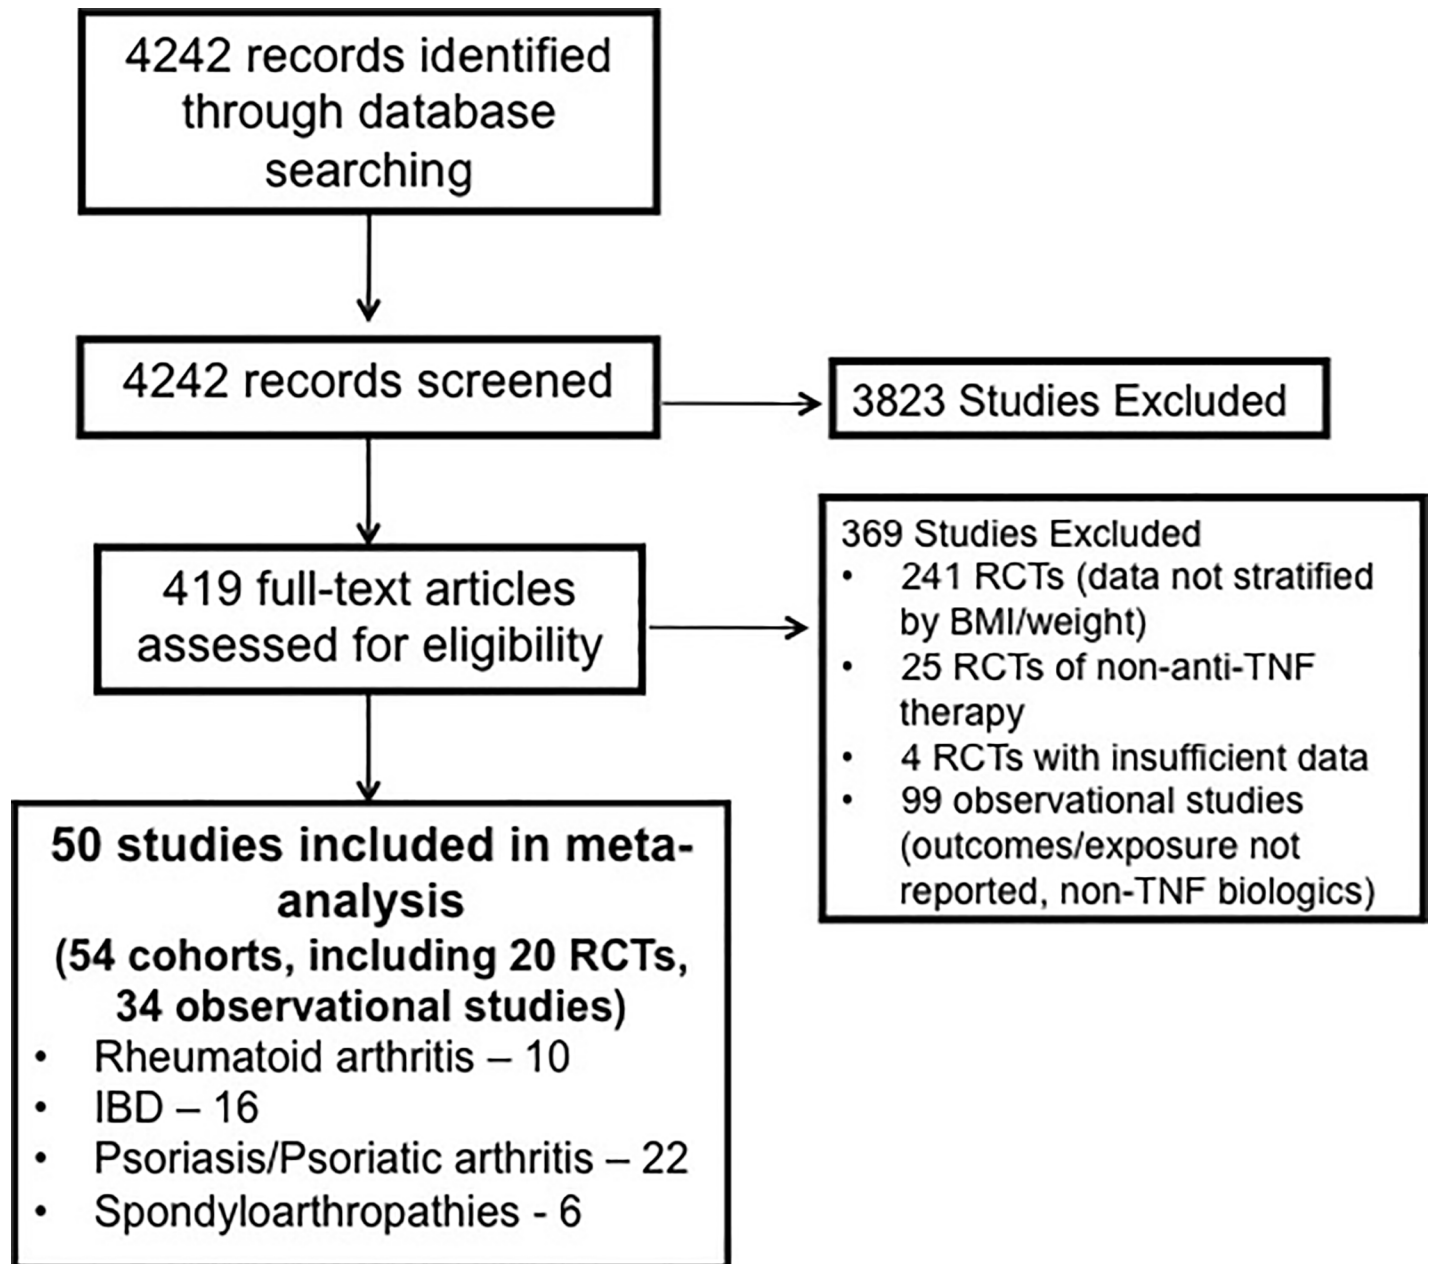 4242 records identified
through database
searching
4242 records screened
3823 Studies Excluded
419 full-text articles
assessed for eligibility
369 Studies Excluded
• 241 RCTs (data not stratified
by BMI/weight)
• 25 RCTs of non-anti-TNF
therapy
• 4 RCTs with insufficient data
• 99 observational studies
(outcomes/exposure not
reported, non-TNF biologics)
50 studies included in meta-
analysis
(54 cohorts, including 20 RCTs,
34 observational studies)
• Rheumatoid arthritis – 10
• IBD – 16
• Psoriasis/Psoriatic arthritis – 22
• Spondyloarthropathies - 6